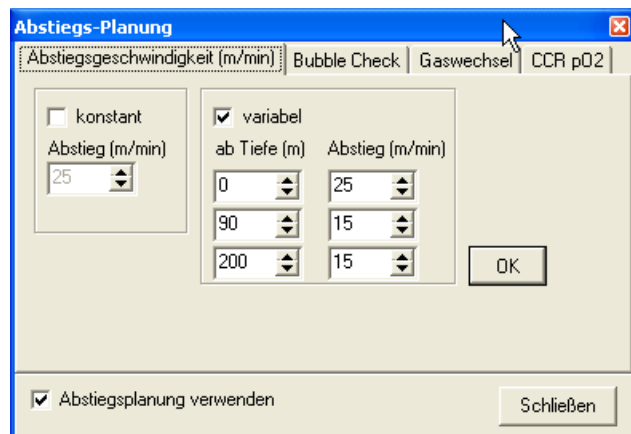 Abstiegs-Planung
Abstiegsgeschwindigkeit (m/min) Bubble Check Gaswechsel CCR pO2
konstant
Abstieg (m/min)
25
variabel
ab Tiefe (m) Abstieg (m/min)
0 25
90 15
200 15
OK
Abstiegsplanung verwenden
Schließen